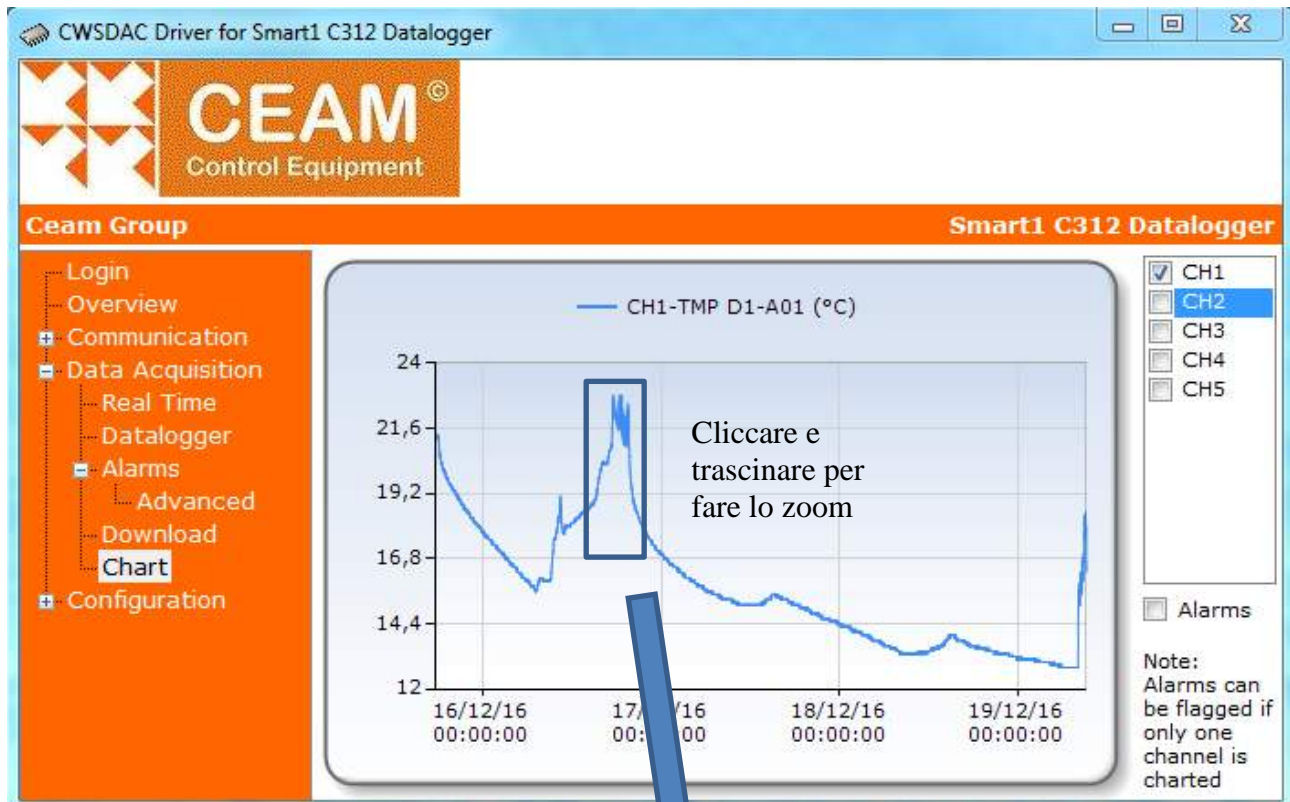 CWSDAC Driver for Smart1 C312 Datalogger
CEAM©
Control Equipment
Ceam Group
Smart1 C312 Datalogger
Login
Overview
Communication
Data Acquisition
Real Time
Datalogger
Alarms
Advanced
Download
Chart
Configuration
CH1-TMP D1-A01 (°C)
24
21,6
19,2
16,8
14,4
12
16/12/16
00:00:00
17/ /16
00: :00
18/12/16
00:00:00
19/12/16
00:00:00
Cliccare e
trascinare per
fare lo zoom
CH1
CH2
CH3
CH4
CH5
Alarms
Note:
Alarms can
be flagged if
only one
channel is
charted